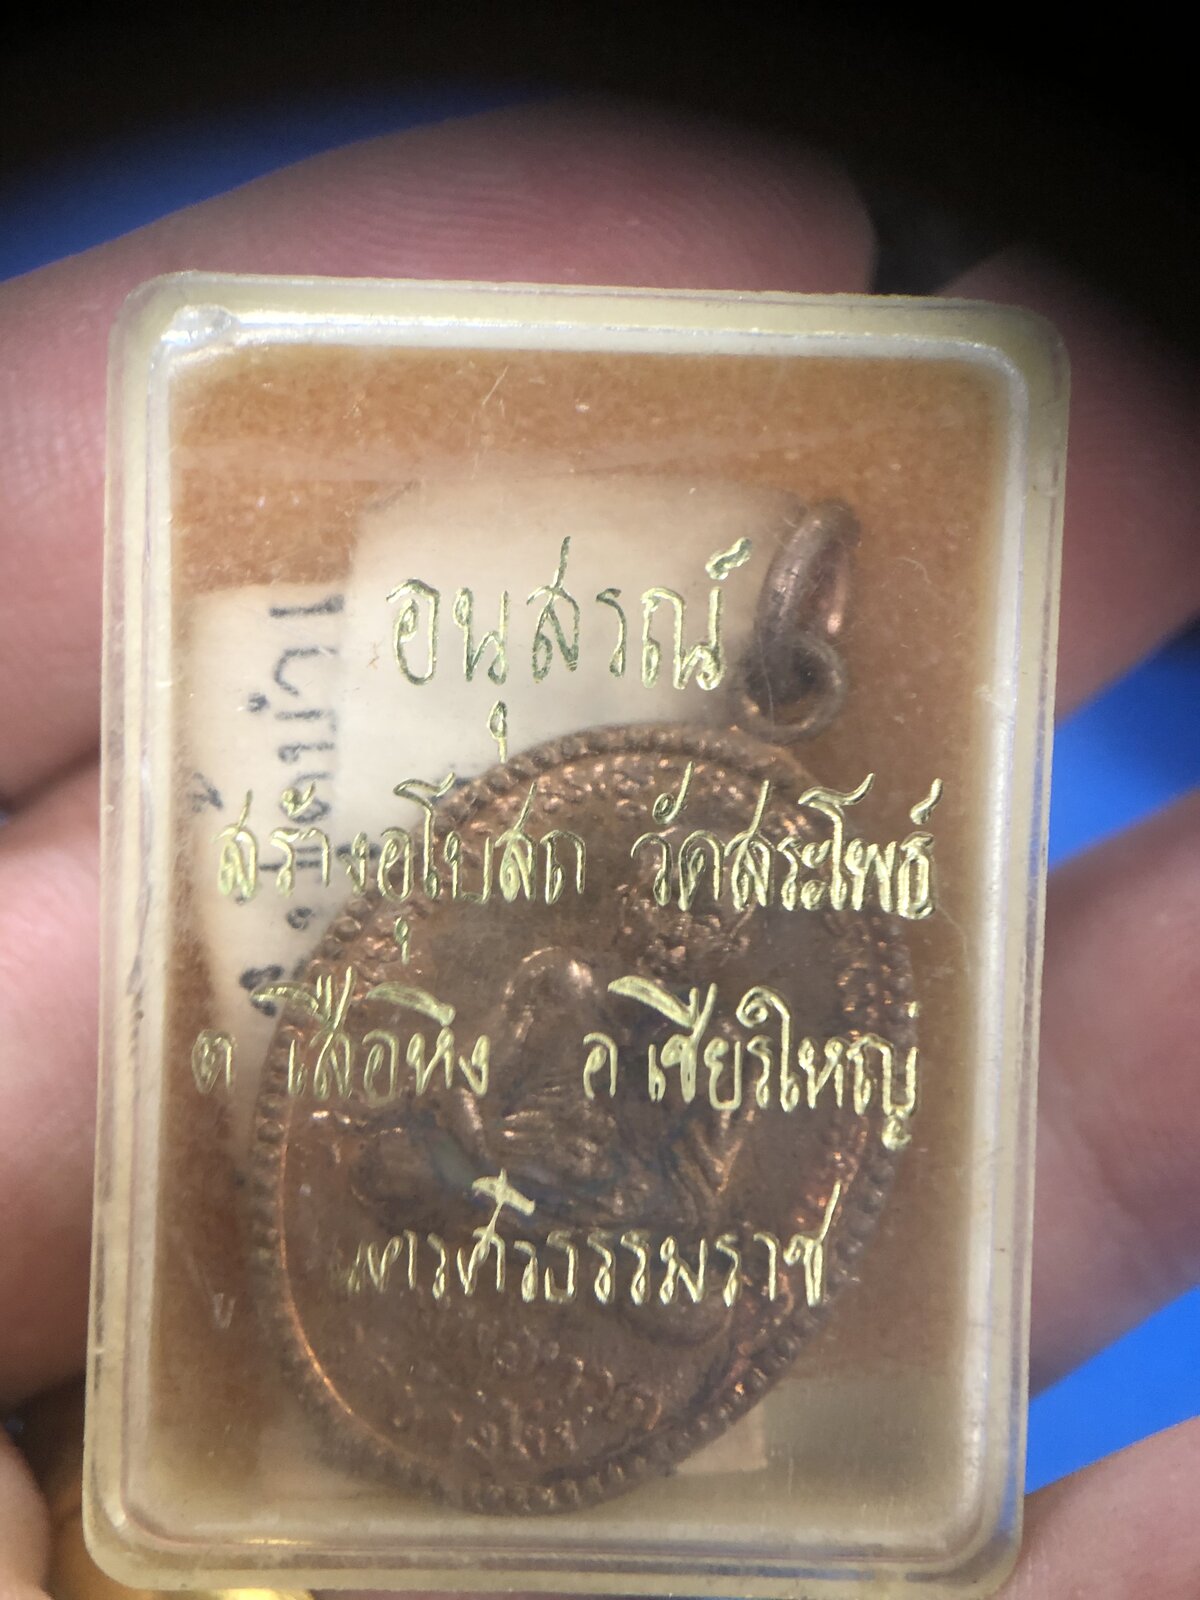 อนุสรณ์
สร้างอุโบสถ วัดสระโพธิ์
ต เสือหึง อ เชียรใหญ่
นครศรีธรรมราช